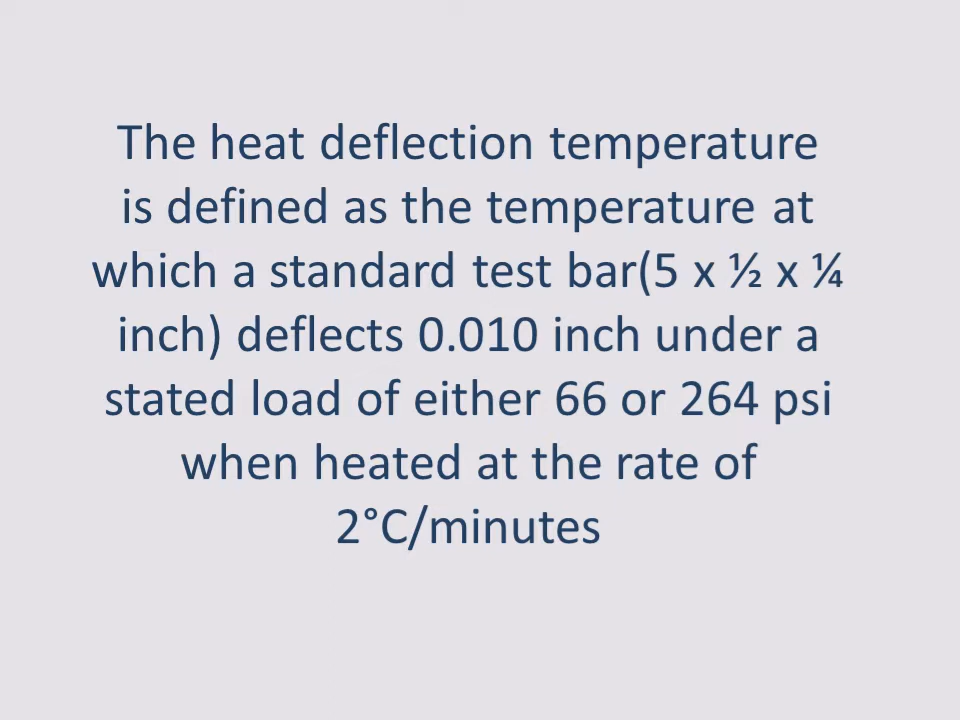 The heat deflection temperature
is defined as the temperature at
which a standard test bar(5 x ½ x ¼
inch) deflects 0.010 inch under a
stated load of either 66 or 264 psi
when heated at the rate of
2°C/minutes